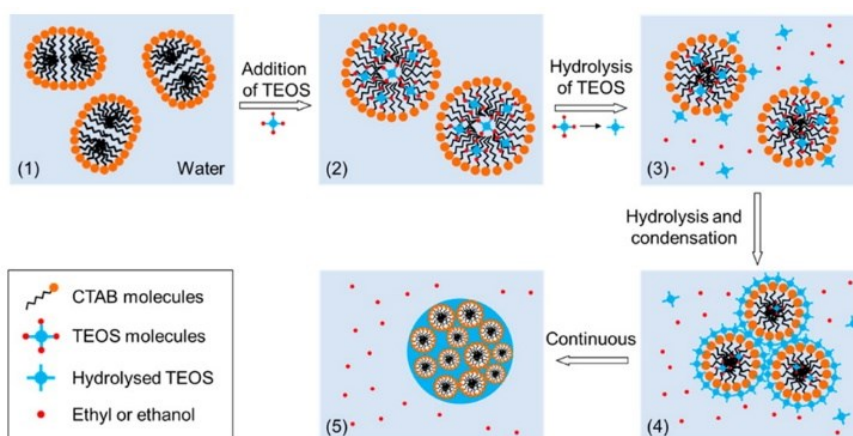 (1)
Water
Addition
of TEOS
(2)
Hydrolysis
of TEOS
(3)
Hydrolysis and
condensation
CTAB molecules
TEOS molecules
Hydrolysed TEOS
Ethyl or ethanol
(5)
Continuous
(4)